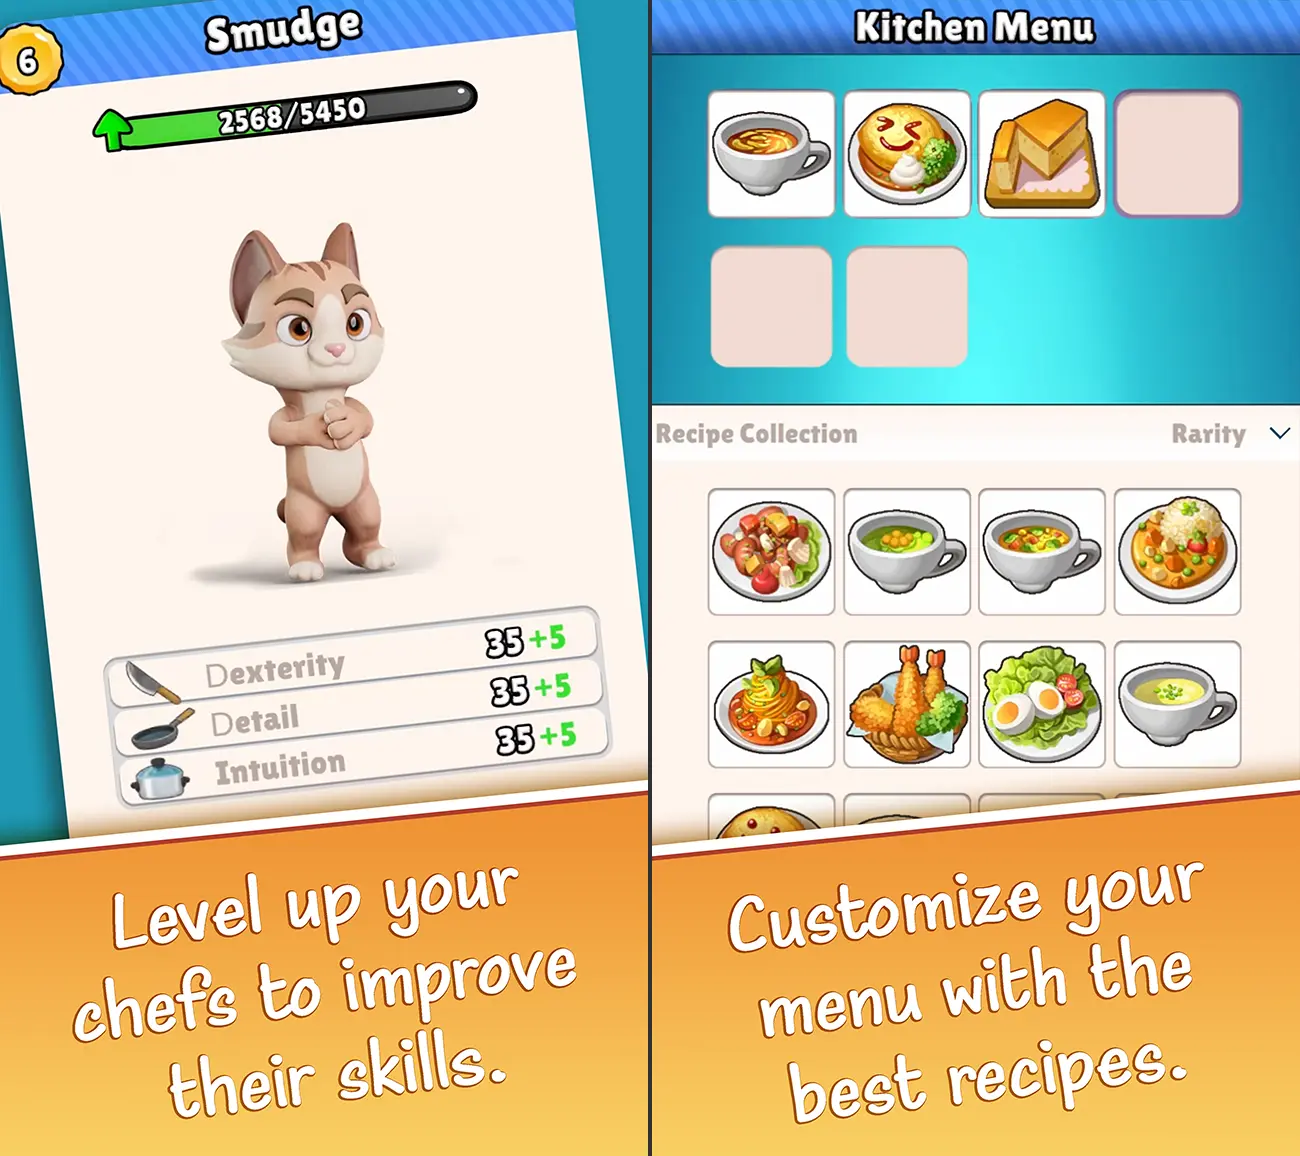 Smudge
6
2568/5450
Dexterity 35 +5
Detail 35 +5
Intuition 35 +5
Level up your
chefs to improve
their skills.
Kitchen Menu
Recipe Collection
Rarity
Customize your
menu with the
best recipes.